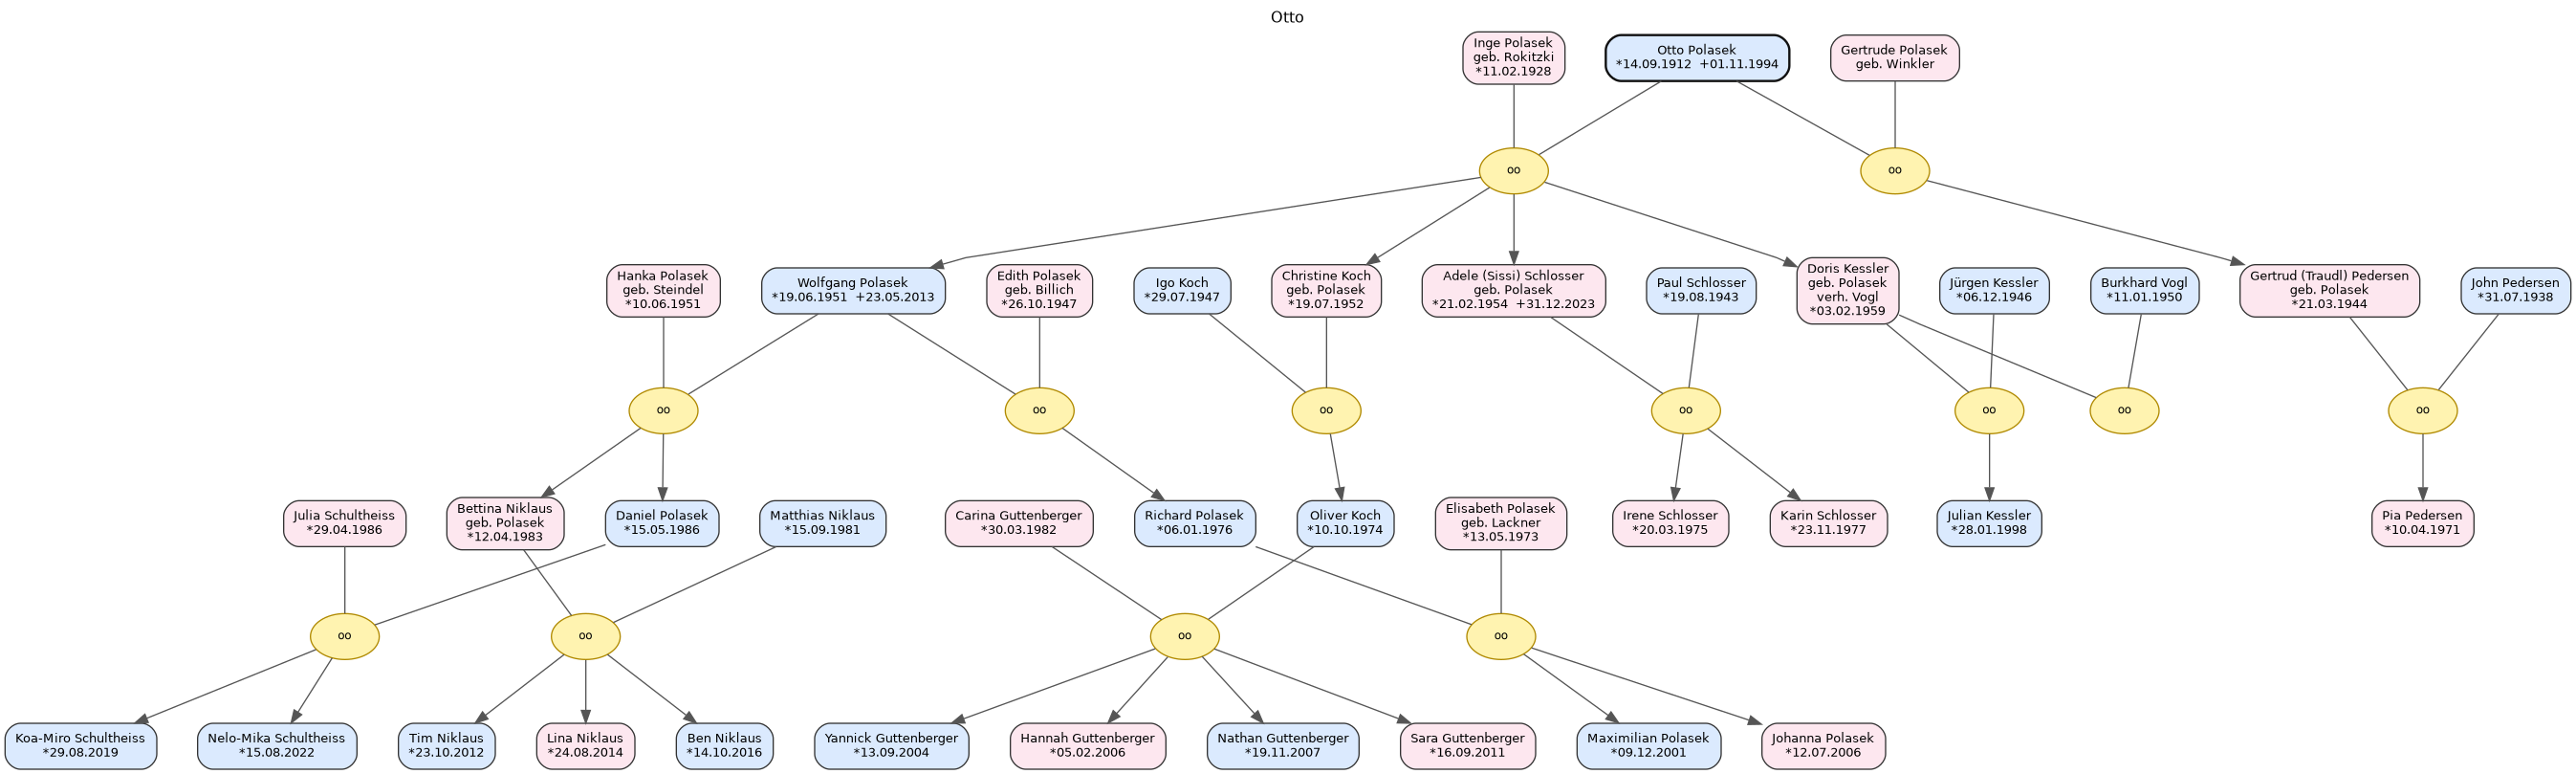 Otto
Inge Polasek
geb. Rokitzki
*11.02.1928
Otto Polasek
*14.09.1912  +01.11.1994
Gertrude Polasek
geb. Winkler
oo
oo
Hanka Polasek
geb. Steindel
*10.06.1951
Wolfgang Polasek
*19.06.1951  +23.05.2013
Edith Polasek
geb. Billich
*26.10.1947
Igo Koch
*29.07.1947
Christine Koch
geb. Polasek
*19.07.1952
Adele (Sissi) Schlosser
geb. Polasek
*21.02.1954  +31.12.2023
Paul Schlosser
*19.08.1943
Doris Kessler
geb. Polasek
verh. Vogl
*03.02.1959
Jürgen Kessler
*06.12.1946
Burkhard Vogl
*11.01.1950
Gertrud (Traudl) Pedersen
geb. Polasek
*21.03.1944
John Pedersen
*31.07.1938
oo
oo
oo
oo
oo
oo
oo
Julia Schultheiss
*29.04.1986
Bettina Niklaus
geb. Polasek
*12.04.1983
Daniel Polasek
*15.05.1986
Matthias Niklaus
*15.09.1981
Carina Guttenberger
*30.03.1982
Richard Polasek
*06.01.1976
Oliver Koch
*10.10.1974
Elisabeth Polasek
geb. Lackner
*13.05.1973
Irene Schlosser
*20.03.1975
Karin Schlosser
*23.11.1977
Julian Kessler
*28.01.1998
Pia Pedersen
*10.04.1971
oo
oo
oo
oo
Koa-Miro Schultheiss
*29.08.2019
Nelo-Mika Schultheiss
*15.08.2022
Tim Niklaus
*23.10.2012
Lina Niklaus
*24.08.2014
Ben Niklaus
*14.10.2016
Yannick Guttenberger
*13.09.2004
Hannah Guttenberger
*05.02.2006
Nathan Guttenberger
*19.11.2007
Sara Guttenberger
*16.09.2011
Maximilian Polasek
*09.12.2001
Johanna Polasek
*12.07.2006